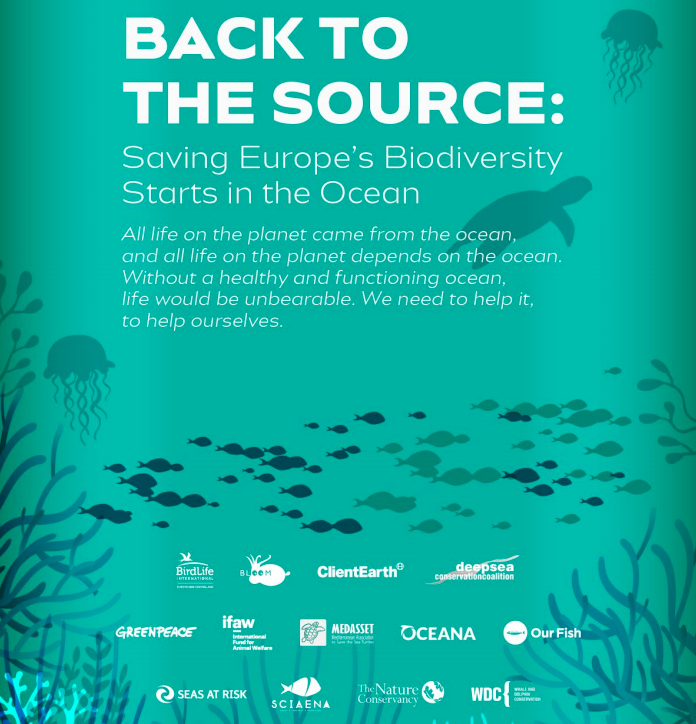 BACK TO
THE SOURCE:
Saving Europe's Biodiversity
Starts in the Ocean
All life on the planet came from the ocean,
and all life on the planet depends on the ocean.
Without a healthy and functioning ocean,
life would be unbearable. We need to help it,
to help ourselves.
BirdLife
INTERNATIONAL
BLOOM
ClientEarth
deepsea
conservationcoalition
GREENPEACE
ifaw
International
Fund for
Animal Welfare
MEDASSET
OCEANA
Our Fish
SEAS AT RISK
SCIAENA
The Nature
Conservancy
WDC
WHALE AND
DOLPHIN
CONSERVATION